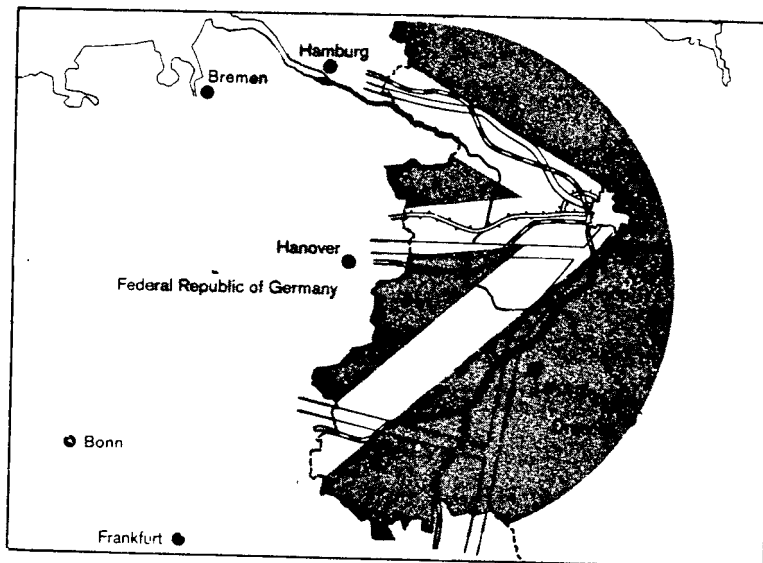 Hamburg
Bremen
Hanover
Federal Republic of Germany
Bonn
Frankfurt